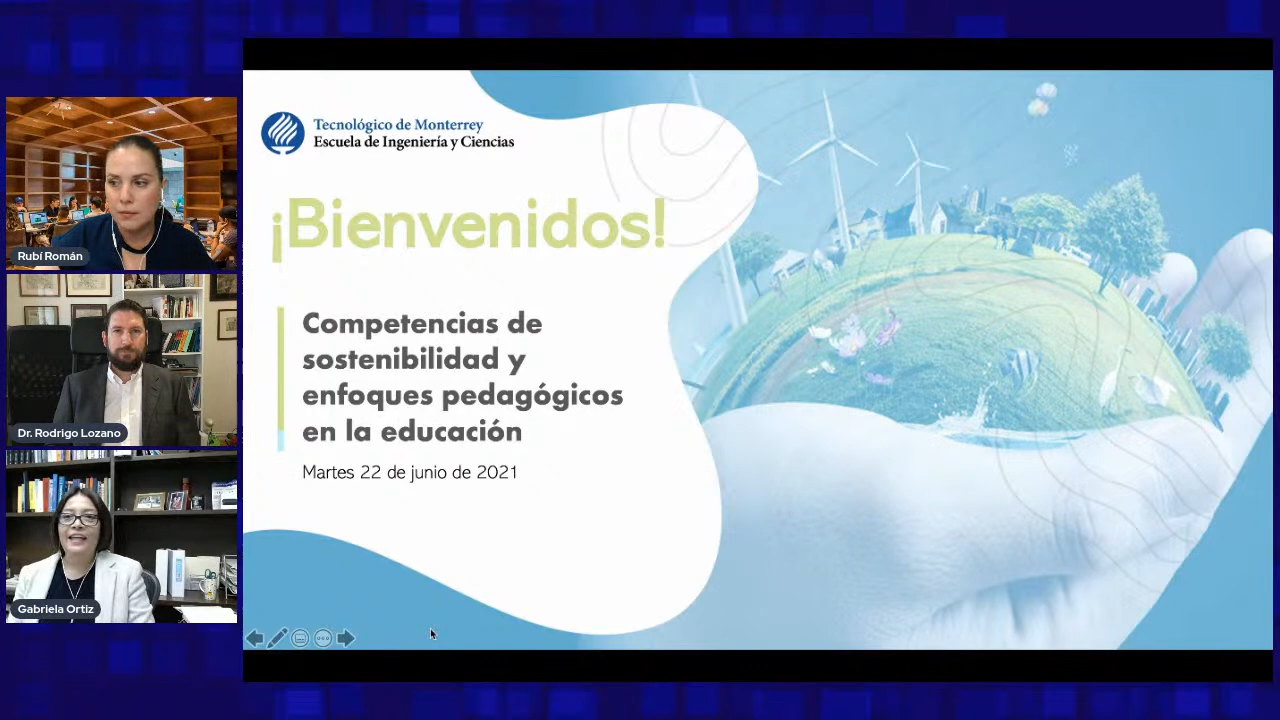 Rubí Román
Dr. Rodrigo Lozano
Gabriela Ortiz
Tecnológico de Monterrey
Escuela de Ingeniería y Ciencias
¡Bienvenidos!
Competencias de
sostenibilidad y
enfoques pedagógicos
en la educación
Martes 22 de junio de 2021